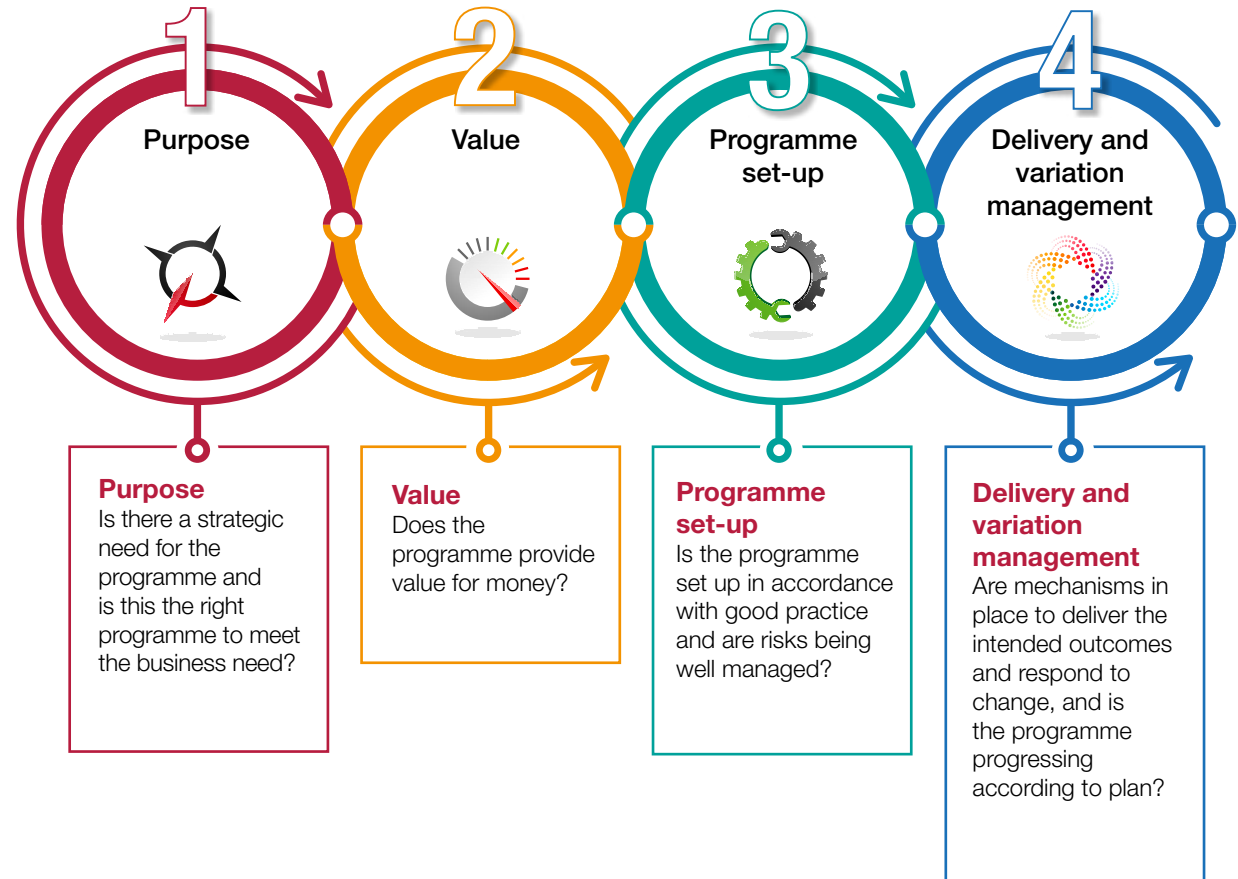 1
Purpose
2
Value
3
Programme
set-up
4
Delivery and
variation
management
Purpose
Is there a strategic
need for the
programme and
is this the right
programme to meet
the business need?
Value
Does the
programme provide
value for money?
Programme
set-up
Is the programme
set up in accordance
with good practice
and are risks being
well managed?
Delivery and
variation
management
Are mechanisms in
place to deliver the
intended outcomes
and respond to
change, and is
the programme
progressing
according to plan?